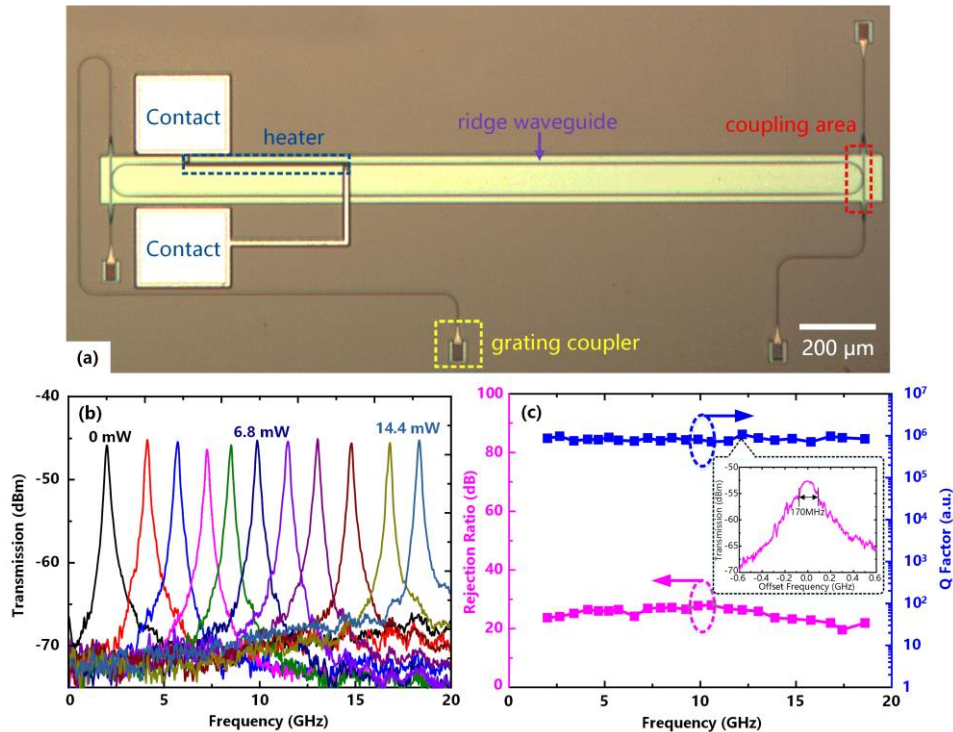 Contact
heater
ridge waveguide
coupling area
Contact
grating coupler
200 μm
(a)
(b)
0 mW
6.8 mW
14.4 mW
-40
-50
-60
-70
Transmission (dBm)
0
5
10
15
20
Frequency (GHz)
(c)
100
80
60
40
20
0
Rejection Ratio (dB)
10⁷
10⁶
10⁵
10⁴
10³
10²
10
1
Q Factor (a.u.)
-50
-55
-60
-65
-70
Transmission (dBm)
170MHz
-0.6
-0.4
-0.2
0.0
0.2
0.4
0.6
Offset Frequency (GHz)
0
5
10
15
20
Frequency (GHz)